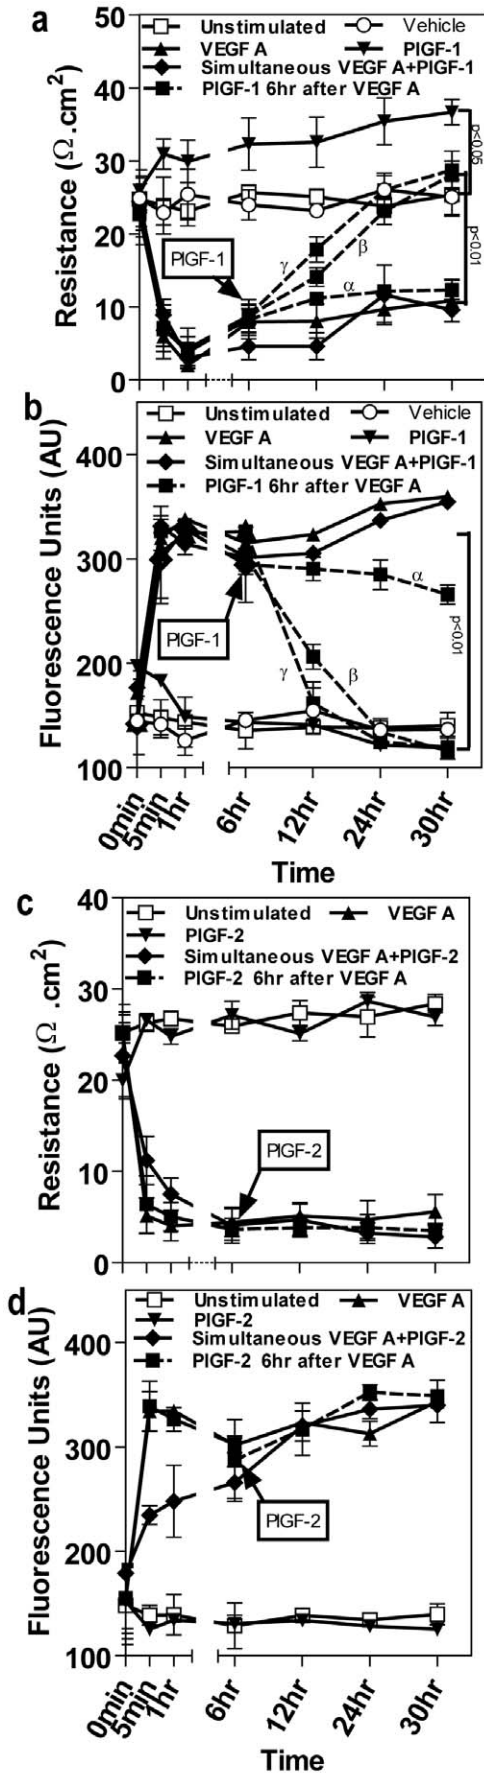 a
Unstimulated Vehicle
VEGF A PlGF-1
Simultaneous VEGF A+PlGF-1
PlGF-1 6hr after VEGF A
Resistance (Ω.cm²)
50
40
30
20
10
0
PlGF-1
γ
β
α
p<0.05
p<0.01
b
Unstimulated Vehicle
VEGF A PlGF-1
Simultaneous VEGF A+PlGF-1
PlGF-1 6hr after VEGF A
Fluorescence Units (AU)
400
300
200
100
PlGF-1
α
γ
β
p<0.01
0min 5min 1hr 6hr 12hr 24hr 30hr
Time
c
Unstimulated VEGF A
PlGF-2
Simultaneous VEGF A+PlGF-2
PlGF-2 6hr after VEGF A
Resistance (Ω .cm²)
40
30
20
10
0
PlGF-2
d
Unstimulated VEGF A
PlGF-2
Simultaneous VEGF A+PlGF-2
PlGF-2 6hr after VEGF A
Fluorescence Units (AU)
400
300
200
100
PlGF-2
0min 5min 1hr 6hr 12hr 24hr 30hr
Time